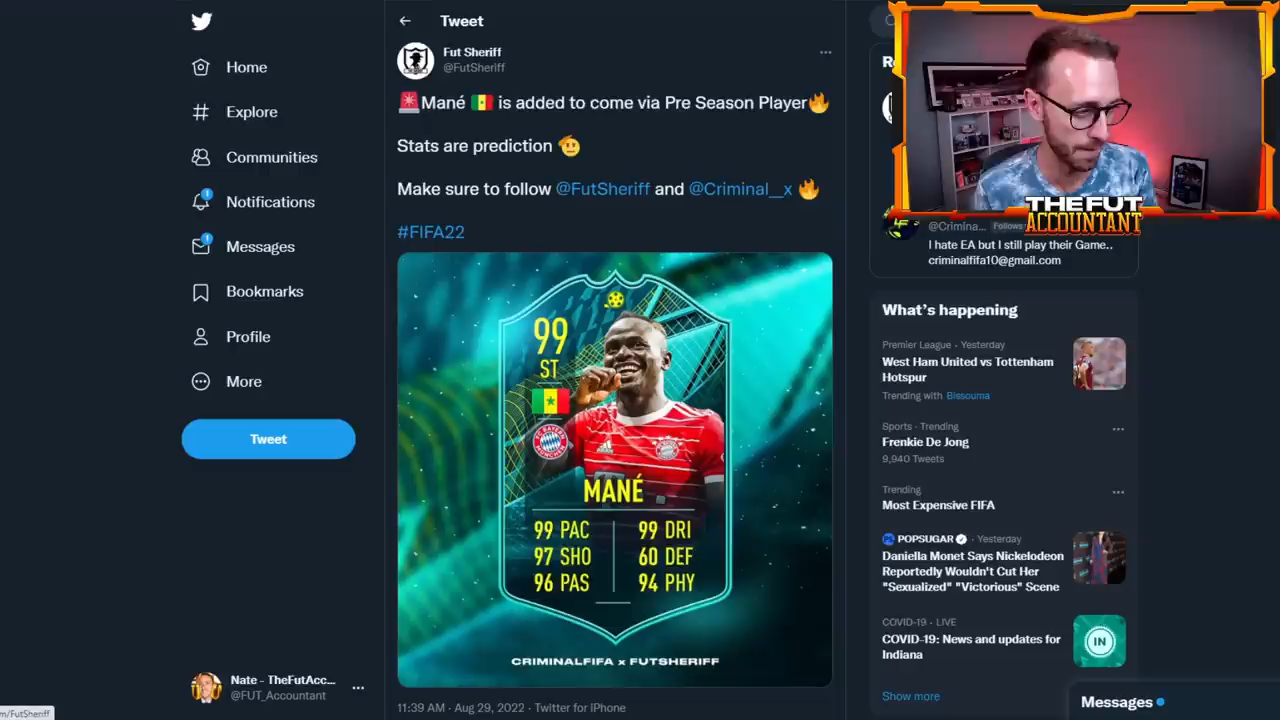 Home
Explore
Communities
Notifications
Messages
Bookmarks
Profile
More
Tweet
Nate - TheFutAcc...
@FUT_Accountant
m/FutSheriff
Tweet
Fut Sheriff
@FutSheriff
🚨Mané 🇸🇳 is added to come via Pre Season Player🔥
Stats are prediction 🫡
Make sure to follow @FutSheriff and @Criminal__x 🔥
#FIFA22
99
ST
MANÉ
99 PAC 99 DRI
97 SHO 60 DEF
96 PAS 94 PHY
CRIMINALFIFA x FUTSHERIFF
11:39 AM · Aug 29, 2022 · Twitter for iPhone
THE FUT
ACCOUNTANT
@Crimina... Follows
I hate EA but I still play their Game..
criminalfifa10@gmail.com
What's happening
Premier League · Yesterday
West Ham United vs Tottenham
Hotspur
Trending with Bissouma
Sports · Trending
Frenkie De Jong
9,940 Tweets
Trending
Most Expensive FIFA
POPSUGAR · Yesterday
Daniella Monet Says Nickelodeon
Reportedly Wouldn't Cut Her
"Sexualized" "Victorious" Scene
COVID-19 · LIVE
COVID-19: News and updates for
Indiana
IN
Show more
Messages